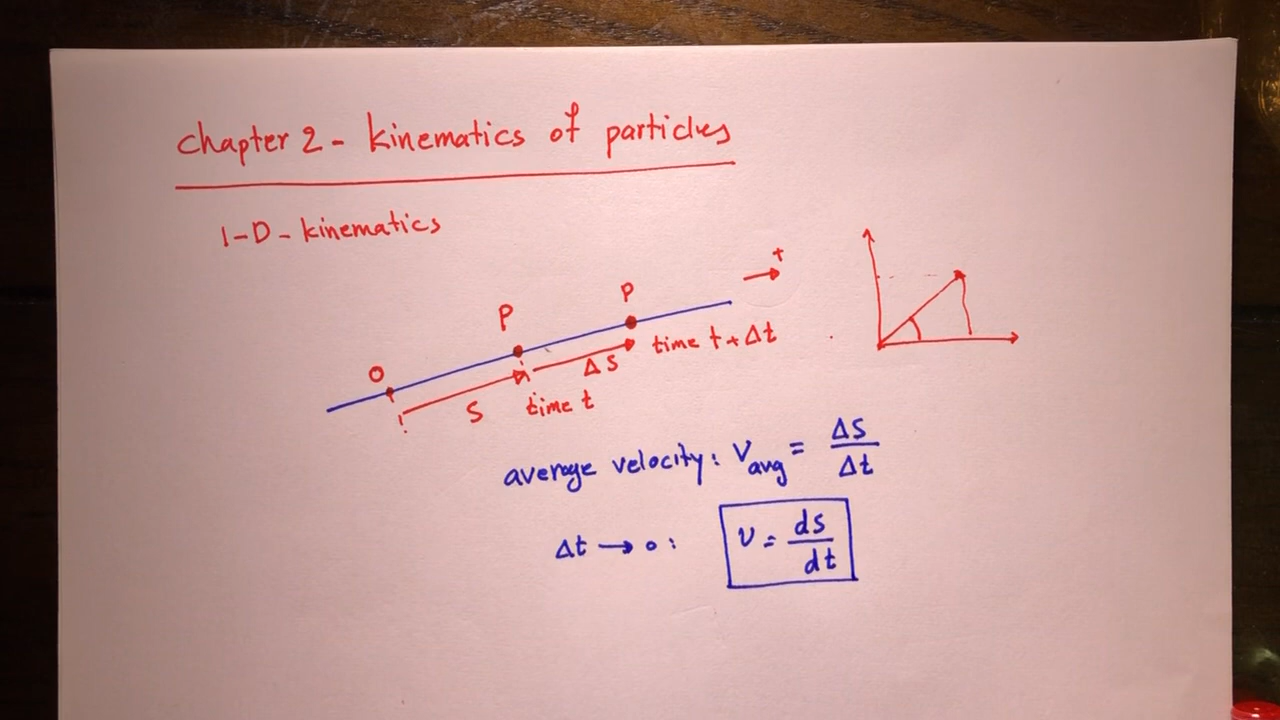 chapter 2 - kinematics of particles
1-D - kinematics
+
P
P
O
time t + Δt
ΔS
S
time t
average velocity: Vavg = ΔS/Δt
Δt → 0: v = ds/dt